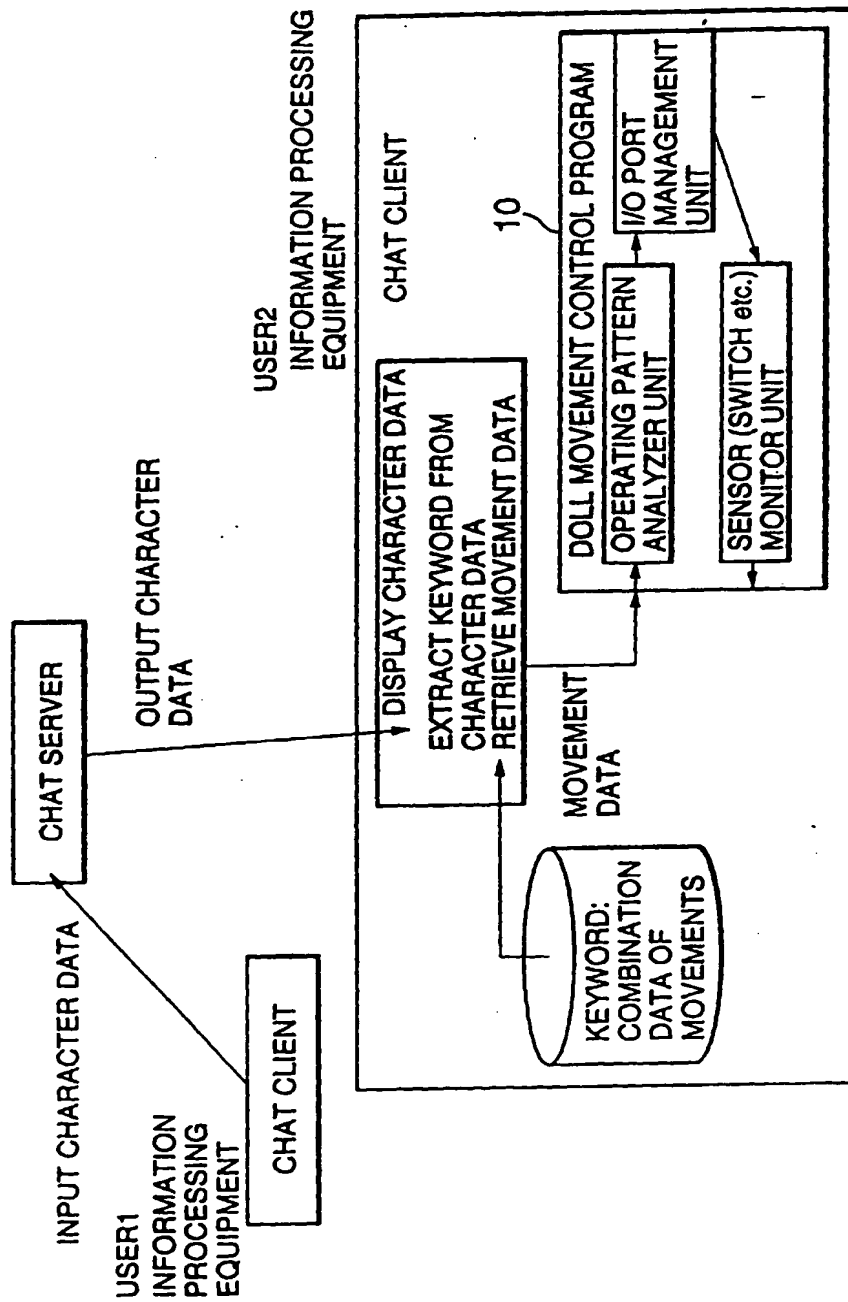 INPUT CHARACTER DATA
USER1
INFORMATION
PROCESSING
EQUIPMENT
CHAT CLIENT
CHAT SERVER
OUTPUT CHARACTER
DATA
USER2
INFORMATION PROCESSING
EQUIPMENT
CHAT CLIENT
DISPLAY CHARACTER DATA
EXTRACT KEYWORD FROM
CHARACTER DATA
RETRIEVE MOVEMENT DATA
KEYWORD:
COMBINATION
DATA OF
MOVEMENTS
MOVEMENT
DATA
10
DOLL MOVEMENT CONTROL PROGRAM
OPERATING PATTERN
ANALYZER UNIT
I/O PORT
MANAGEMENT
UNIT
SENSOR (SWITCH etc.)
MONITOR UNIT